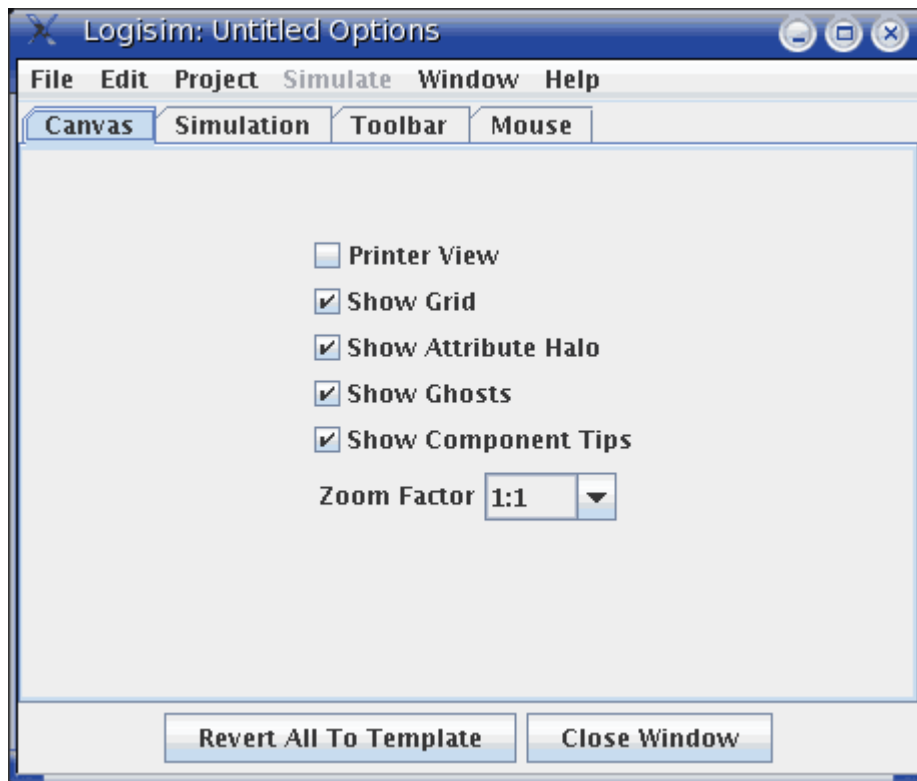 Logisim: Untitled Options
File Edit Project Simulate Window Help
Canvas Simulation Toolbar Mouse
Printer View
Show Grid
Show Attribute Halo
Show Ghosts
Show Component Tips
Zoom Factor 1:1
Revert All To Template Close Window